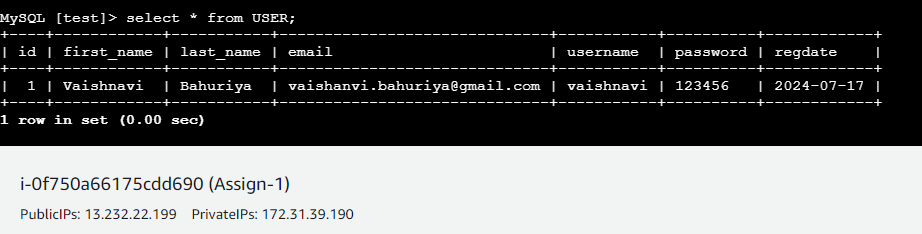 MySQL [test]> select * from USER;
+----+------------+-----------+----------------------------+-----------+----------+------------+
| id | first_name | last_name | email                      | username  | password | regdate    |
+----+------------+-----------+----------------------------+-----------+----------+------------+
|  1 | Vaishnavi  | Bahuriya  | vaishanvi.bahuriya@gmail.com | vaishnavi | 123456   | 2024-07-17 |
+----+------------+-----------+----------------------------+-----------+----------+------------+
1 row in set (0.00 sec)
i-0f750a66175cdd690 (Assign-1)
PublicIPs: 13.232.22.199 PrivateIPs: 172.31.39.190